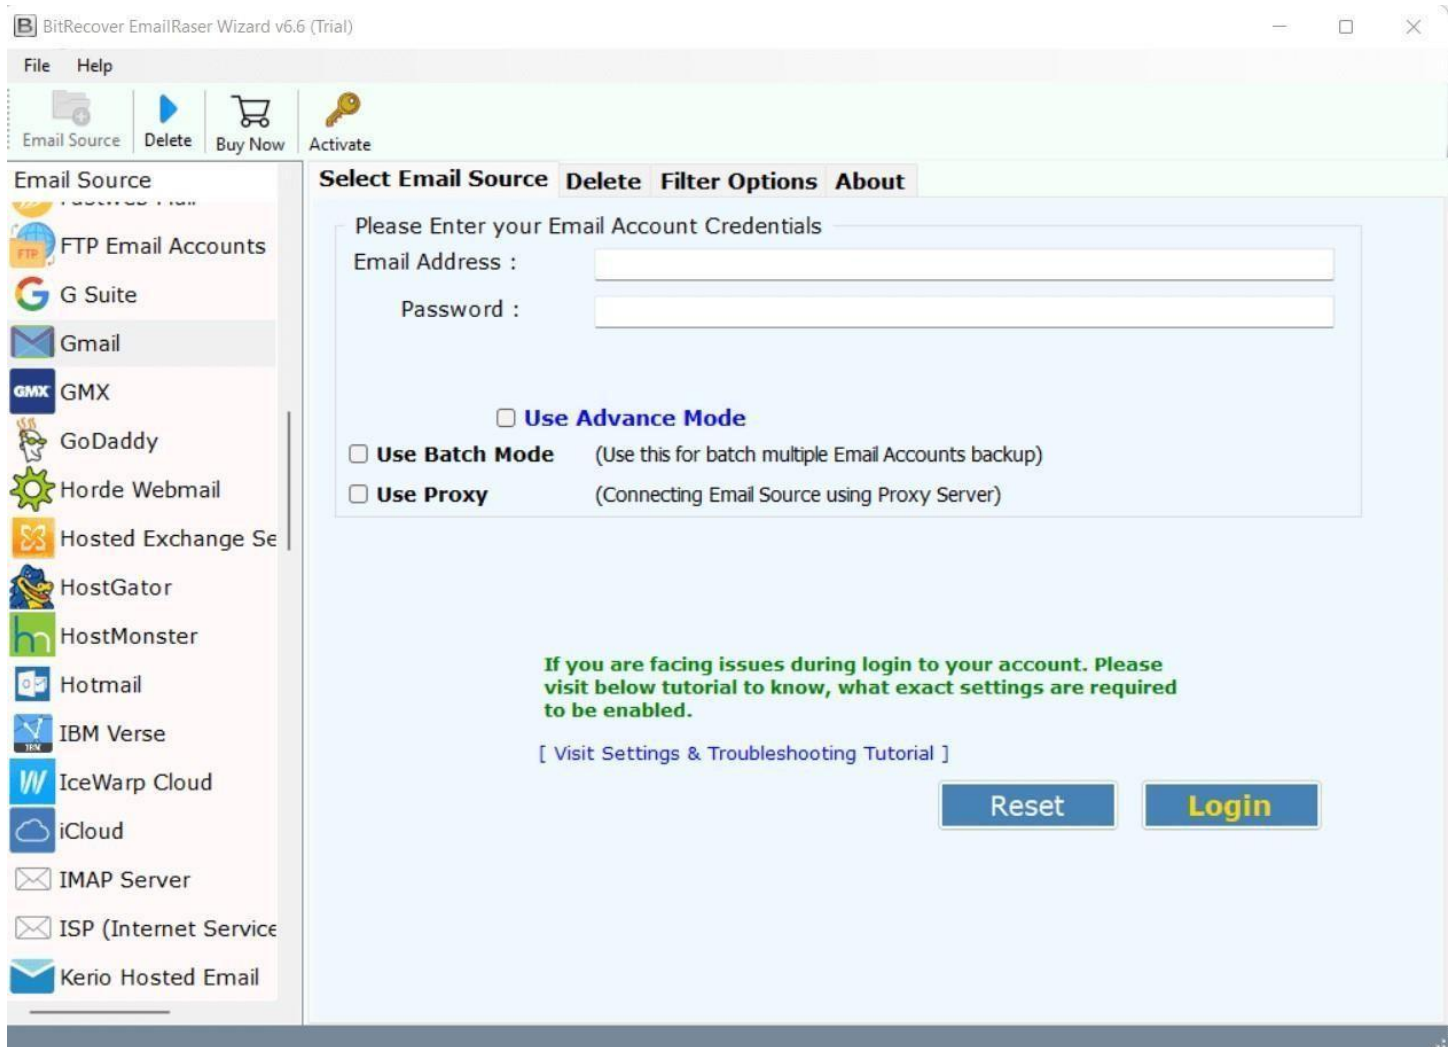 BitRecover EmailRaser Wizard v6.6 (Trial)
File Help
Email Source Delete Buy Now Activate
Email Source
FTP Email Accounts
G Suite
Gmail
GMX GMX
GoDaddy
Horde Webmail
Hosted Exchange Se
HostGator
HostMonster
Hotmail
IBM Verse
IceWarp Cloud
iCloud
IMAP Server
ISP (Internet Service
Kerio Hosted Email
Select Email Source Delete Filter Options About
Please Enter your Email Account Credentials
Email Address :
Password :
Use Advance Mode
Use Batch Mode (Use this for batch multiple Email Accounts backup)
Use Proxy (Connecting Email Source using Proxy Server)
If you are facing issues during login to your account. Please
visit below tutorial to know, what exact settings are required
to be enabled.
[ Visit Settings & Troubleshooting Tutorial ]
Reset Login